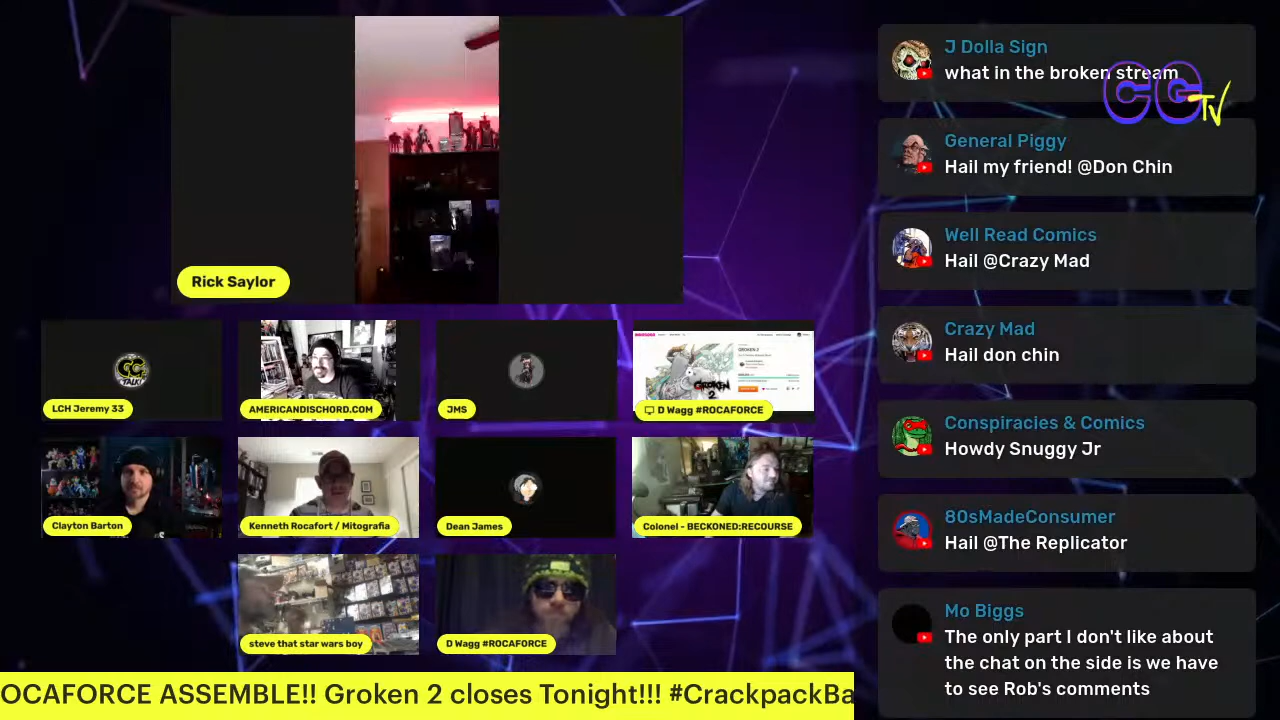 J Dolla Sign
what in the broken stream
CG TV
General Piggy
Hail my friend! @Don Chin
Well Read Comics
Hail @Crazy Mad
Crazy Mad
Hail don chin
Conspiracies & Comics
Howdy Snuggy Jr
80sMadeConsumer
Hail @The Replicator
Mo Biggs
The only part I don't like about
the chat on the side is we have
to see Rob's comments
Rick Saylor
LCH Jeremy 33
AMERICANDISCHORD.COM
JMS
GROKEN 2
GROKEN
2
D Wagg #ROCAFORCE
Clayton Barton
Kenneth Rocafort / Mitografia
Dean James
Colonel - BECKONED:RECOURSE
steve that star wars boy
D Wagg #ROCAFORCE
OCAFORCE ASSEMBLE!! Groken 2 closes Tonight!!! #CrackpackBa